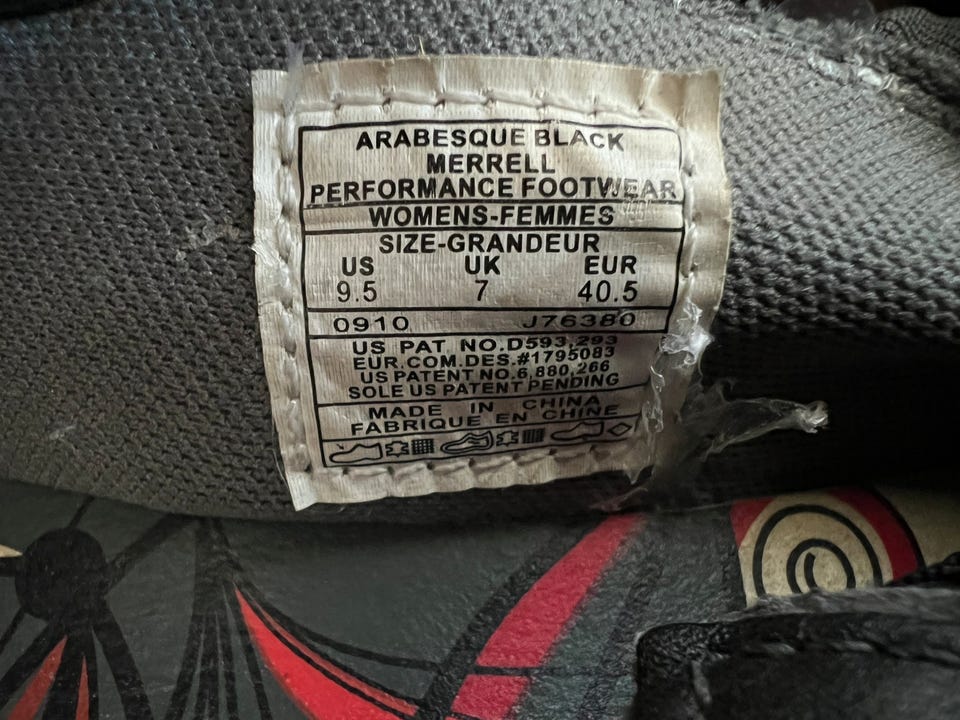 ARABESQUE BLACK
MERRELL
PERFORMANCE FOOTWEAR
WOMENS-FEMMES
SIZE-GRANDEUR
US UK EUR
9.5 7 40.5
0910 J76380
US PAT NO.D593,293
EUR.COM.DES.#1795083
US PATENT NO.6,880,266
SOLE US PATENT PENDING
MADE IN CHINA
FABRIQUE EN CHINE